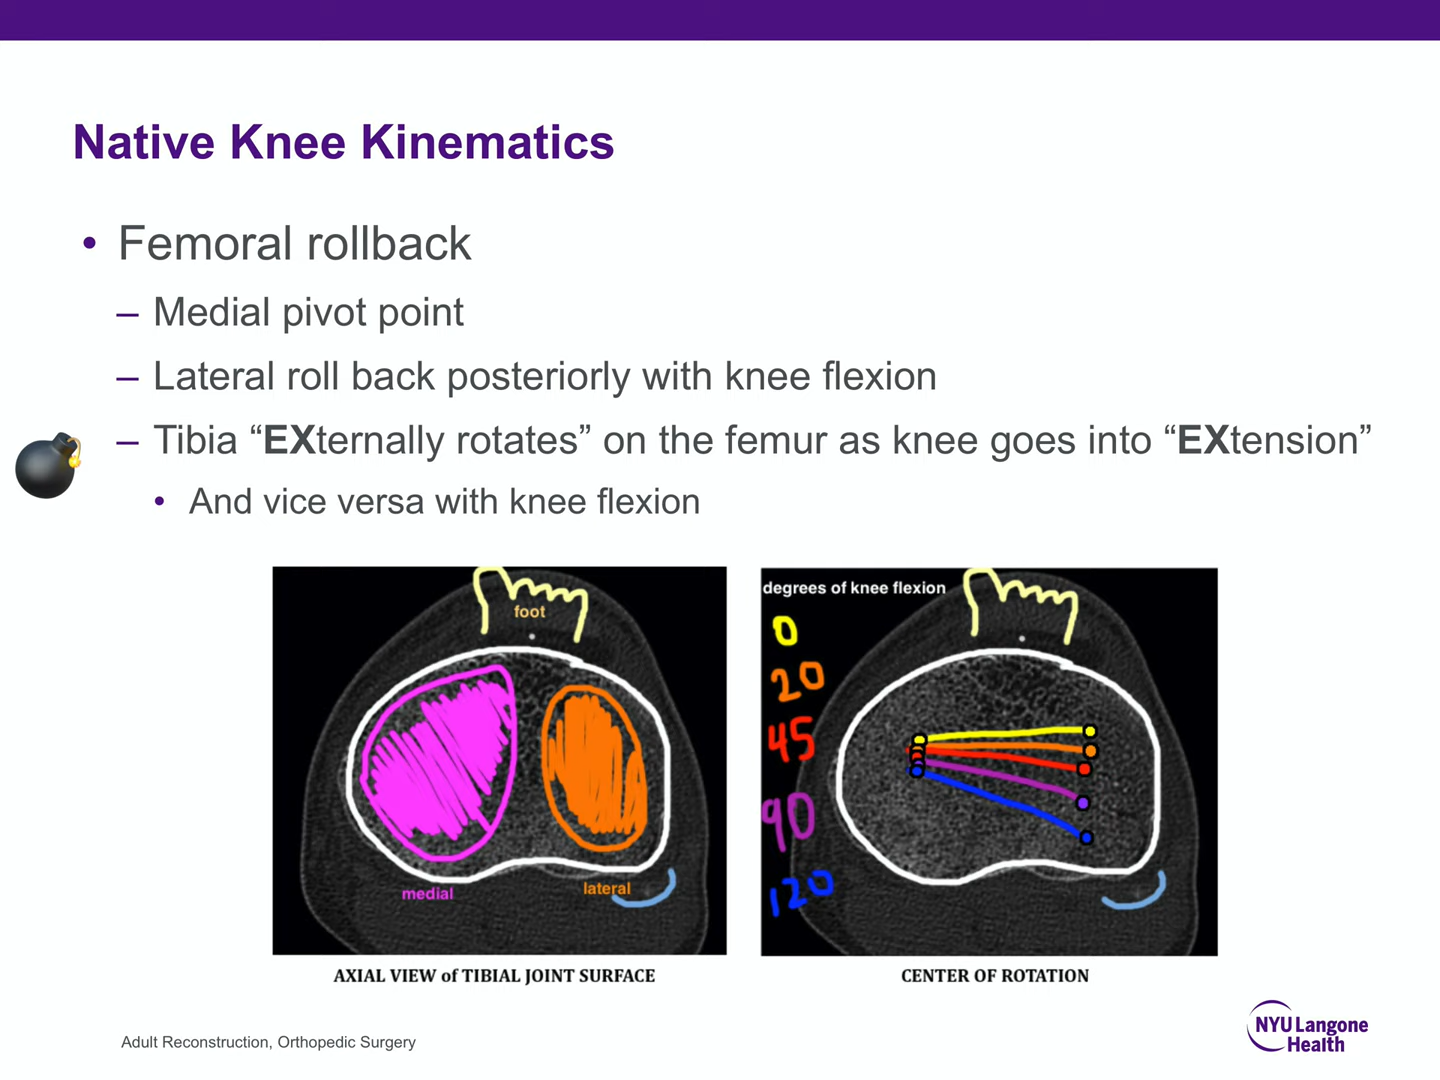 Native Knee Kinematics
• Femoral rollback
– Medial pivot point
– Lateral roll back posteriorly with knee flexion
– Tibia “EXternally rotates” on the femur as knee goes into “EXtension”
• And vice versa with knee flexion
foot
medial
lateral
AXIAL VIEW of TIBIAL JOINT SURFACE
degrees of knee flexion
0
20
45
90
120
CENTER OF ROTATION
Adult Reconstruction, Orthopedic Surgery
NYU Langone
Health